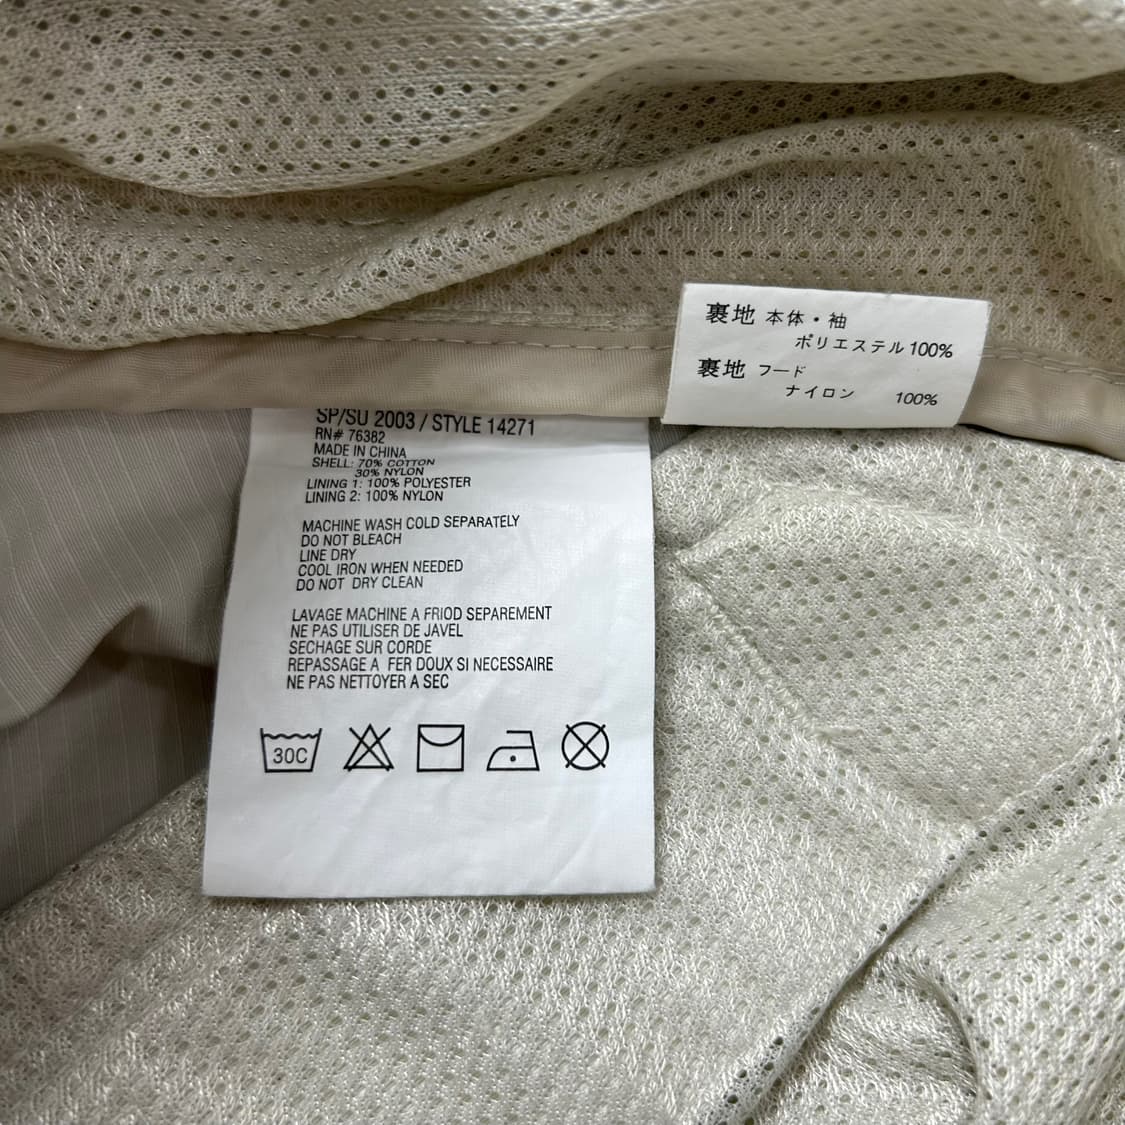 裏地 本体・袖
ポリエステル100%
裏地 フード
ナイロン 100%
SP/SU 2003 / STYLE 14271
RN# 76382
MADE IN CHINA
SHELL: 70% COTTON
30% NYLON
LINING 1: 100% POLYESTER
LINING 2: 100% NYLON
MACHINE WASH COLD SEPARATELY
DO NOT BLEACH
LINE DRY
COOL IRON WHEN NEEDED
DO NOT DRY CLEAN
LAVAGE MACHINE A FRIOD SEPAREMENT
NE PAS UTILISER DE JAVEL
SECHAGE SUR CORDE
REPASSAGE A FER DOUX SI NECESSAIRE
NE PAS NETTOYER A SEC
30C